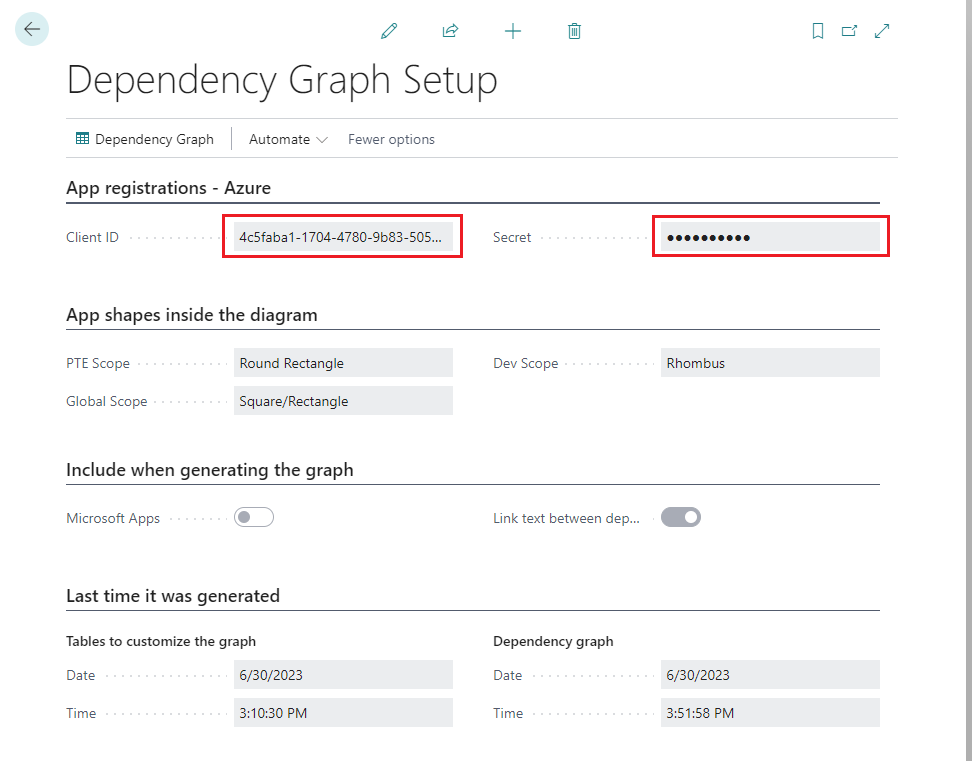 Dependency Graph Setup
Dependency Graph Automate Fewer options
App registrations - Azure
Client ID 4c5faba1-1704-4780-9b83-505... Secret ●●●●●●●●●●
App shapes inside the diagram
PTE Scope Round Rectangle Dev Scope Rhombus
Global Scope Square/Rectangle
Include when generating the graph
Microsoft Apps Link text between dep...
Last time it was generated
Tables to customize the graph Dependency graph
Date 6/30/2023 Date 6/30/2023
Time 3:10:30 PM Time 3:51:58 PM